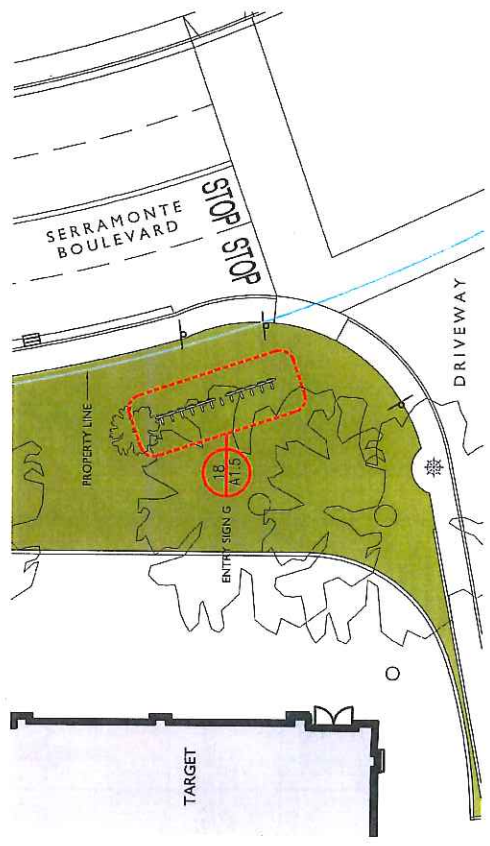 SERRAMONTE
BOULEVARD
STOP STOP
PROPERTY LINE
18
A1.5
ENTRY SIGN G
DRIVEWAY
TARGET